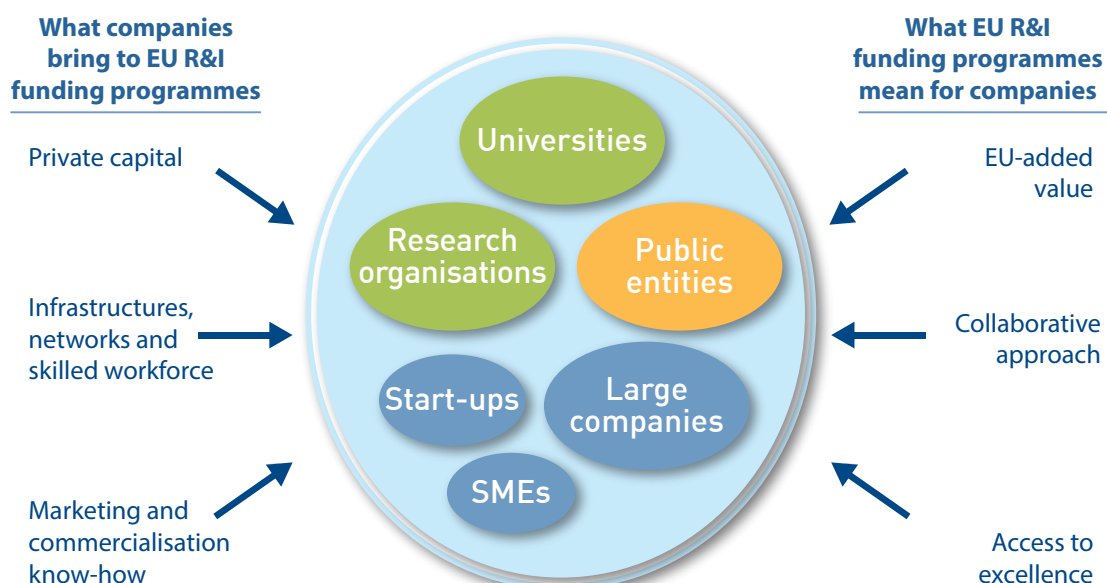 What companies
bring to EU R&I
funding programmes
Private capital
Infrastructures,
networks and
skilled workforce
Marketing and
commercialisation
know-how
Universities
Research
organisations
Public
entities
Start-ups
Large
companies
SMEs
What EU R&I
funding programmes
mean for companies
EU-added
value
Collaborative
approach
Access to
excellence